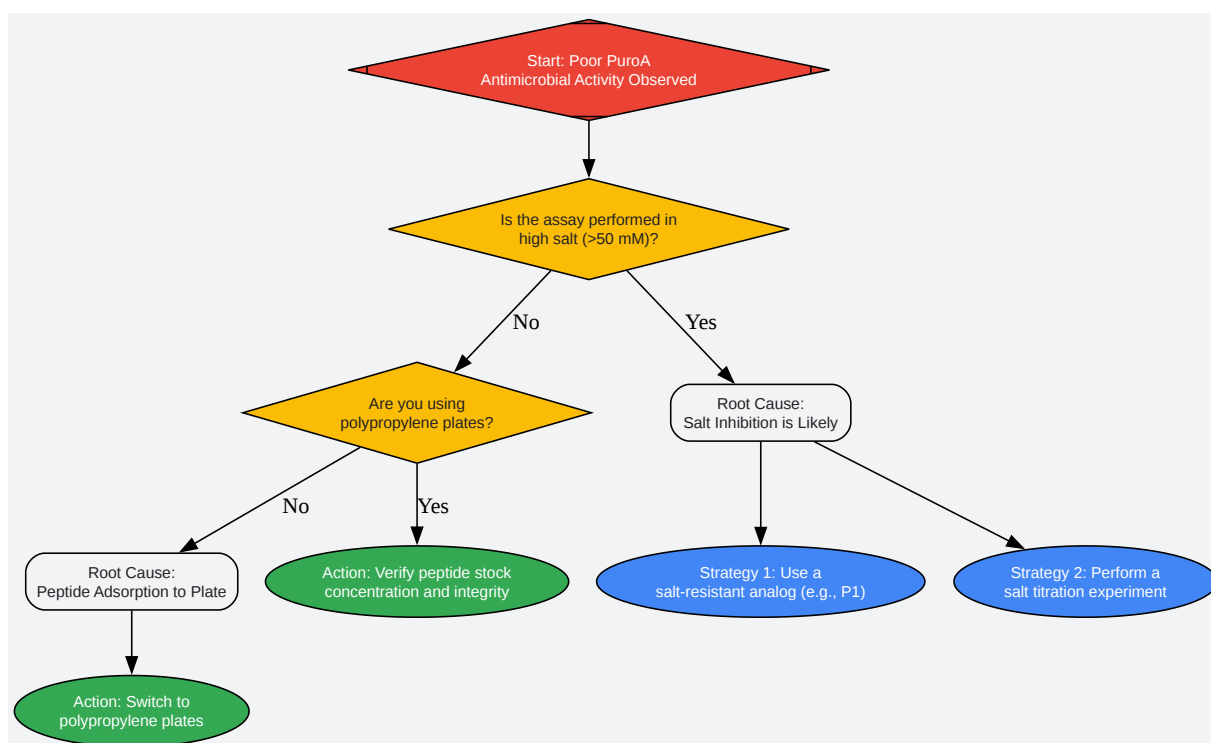 Start: Poor PuroA
Antimicrobial Activity Observed
Is the assay performed in
high salt (>50 mM)?
No
Yes
Are you using
polypropylene plates?
Root Cause:
Salt Inhibition is Likely
No
Yes
Root Cause:
Peptide Adsorption to Plate
Action: Verify peptide stock
concentration and integrity
Strategy 1: Use a
salt-resistant analog (e.g., P1)
Strategy 2: Perform a
salt titration experiment
Action: Switch to
polypropylene plates